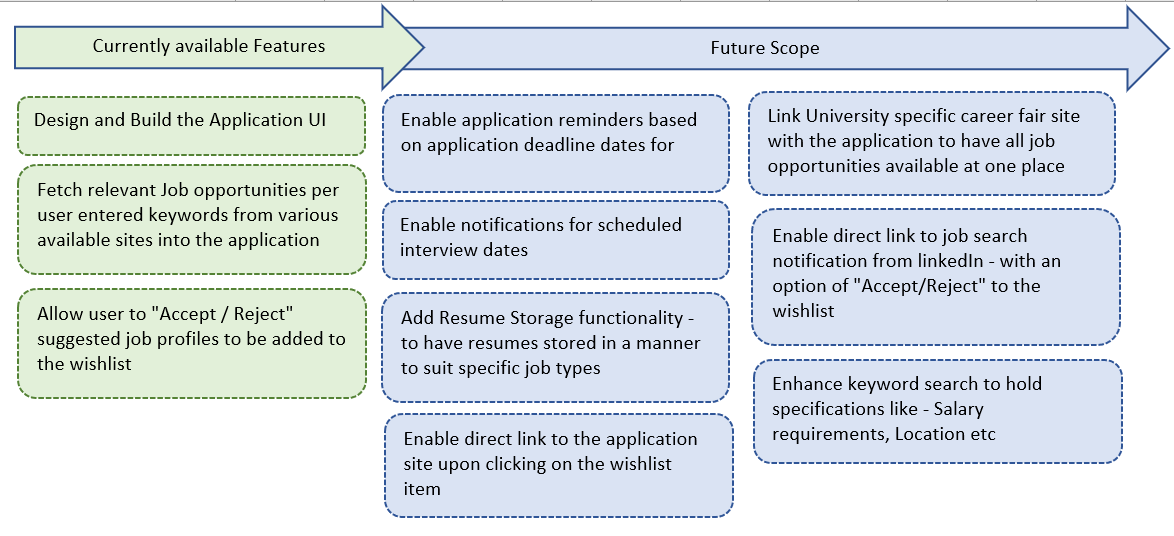 Currently available Features
Future Scope
Design and Build the Application UI
Fetch relevant Job opportunities per
user entered keywords from various
available sites into the application
Allow user to "Accept / Reject"
suggested job profiles to be added to
the wishlist
Enable application reminders based
on application deadline dates for
Enable notifications for scheduled
interview dates
Add Resume Storage functionality -
to have resumes stored in a manner
to suit specific job types
Enable direct link to the application
site upon clicking on the wishlist
item
Link University specific career fair site
with the application to have all job
opportunities available at one place
Enable direct link to job search
notification from linkedIn - with an
option of "Accept/Reject" to the
wishlist
Enhance keyword search to hold
specifications like - Salary
requirements, Location etc